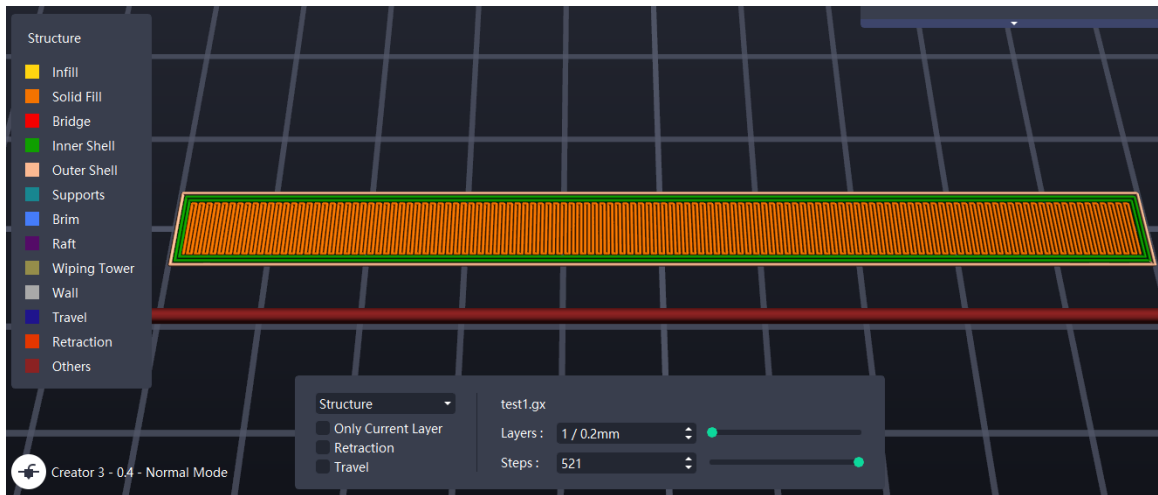 Structure
Infill
Solid Fill
Bridge
Inner Shell
Outer Shell
Supports
Brim
Raft
Wiping Tower
Wall
Travel
Retraction
Others
Structure
Only Current Layer
Retraction
Travel
test1.gx
Layers : 1 / 0.2mm
Steps : 521
Creator 3 - 0.4 - Normal Mode